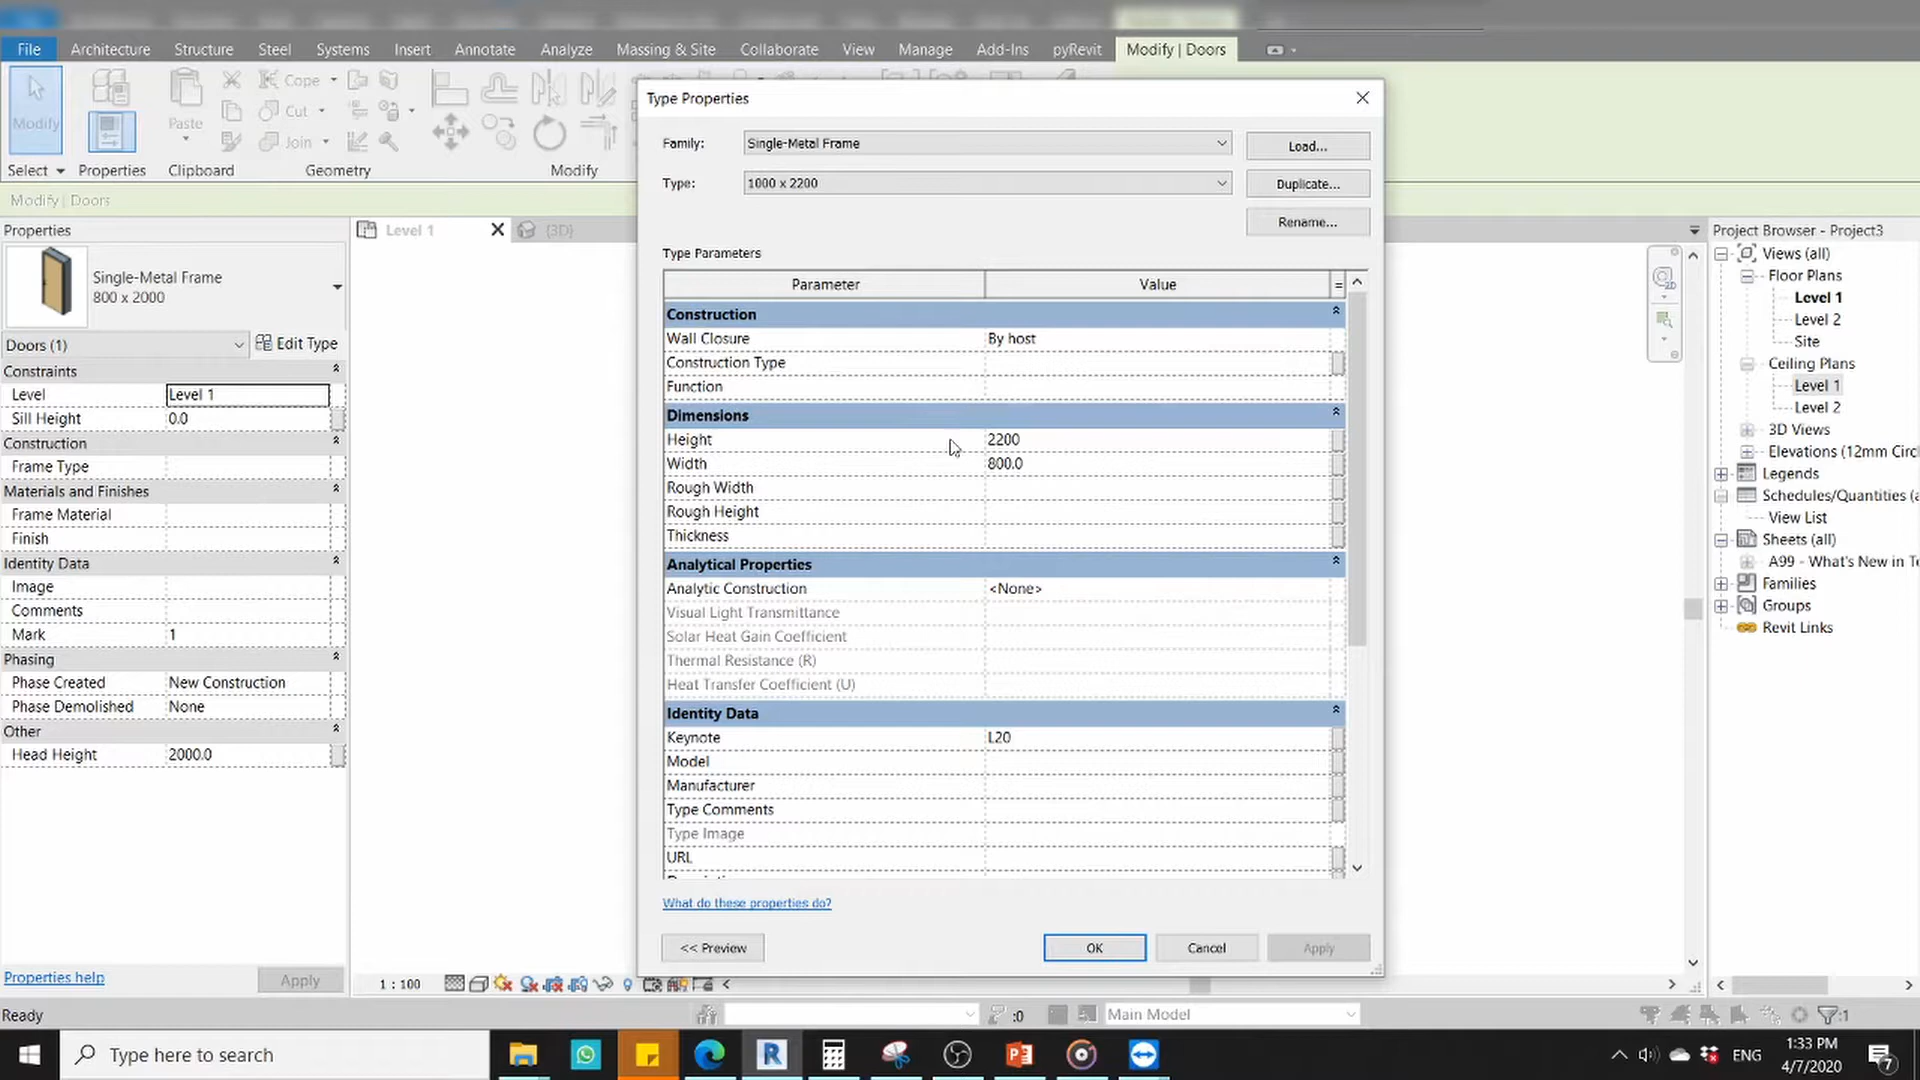 File Architecture Structure Steel Systems Insert Annotate Analyze Massing & Site Collaborate View Manage Add-Ins pyRevit Modify | Doors
Modify
Paste
Cope
Cut
Join
Select Properties Clipboard Geometry Modify
Modify | Doors
Properties
Level 1
{3D}
Single-Metal Frame
800 x 2000
Doors (1) Edit Type
Constraints
Level Level 1
Sill Height 0.0
Construction
Frame Type
Materials and Finishes
Frame Material
Finish
Identity Data
Image
Comments
Mark 1
Phasing
Phase Created New Construction
Phase Demolished None
Other
Head Height 2000.0
Properties help Apply
Type Properties
Family: Single-Metal Frame Load...
Type: 1000 x 2200 Duplicate...
Rename...
Type Parameters
Parameter Value =
Construction
Wall Closure By host
Construction Type
Function
Dimensions
Height 2200
Width 800.0
Rough Width
Rough Height
Thickness
Analytical Properties
Analytic Construction <None>
Visual Light Transmittance
Solar Heat Gain Coefficient
Thermal Resistance (R)
Heat Transfer Coefficient (U)
Identity Data
Keynote L20
Model
Manufacturer
Type Comments
Type Image
URL
What do these properties do?
<< Preview OK Cancel Apply
Project Browser - Project3
Views (all)
Floor Plans
Level 1
Level 2
Site
Ceiling Plans
Level 1
Level 2
3D Views
Elevations (12mm Circ
Legends
Schedules/Quantities (a
View List
Sheets (all)
A99 - What's New in Te
Families
Groups
Revit Links
1 : 100
Ready :0 Main Model :1
Type here to search
ENG
1:33 PM
4/7/2020
7